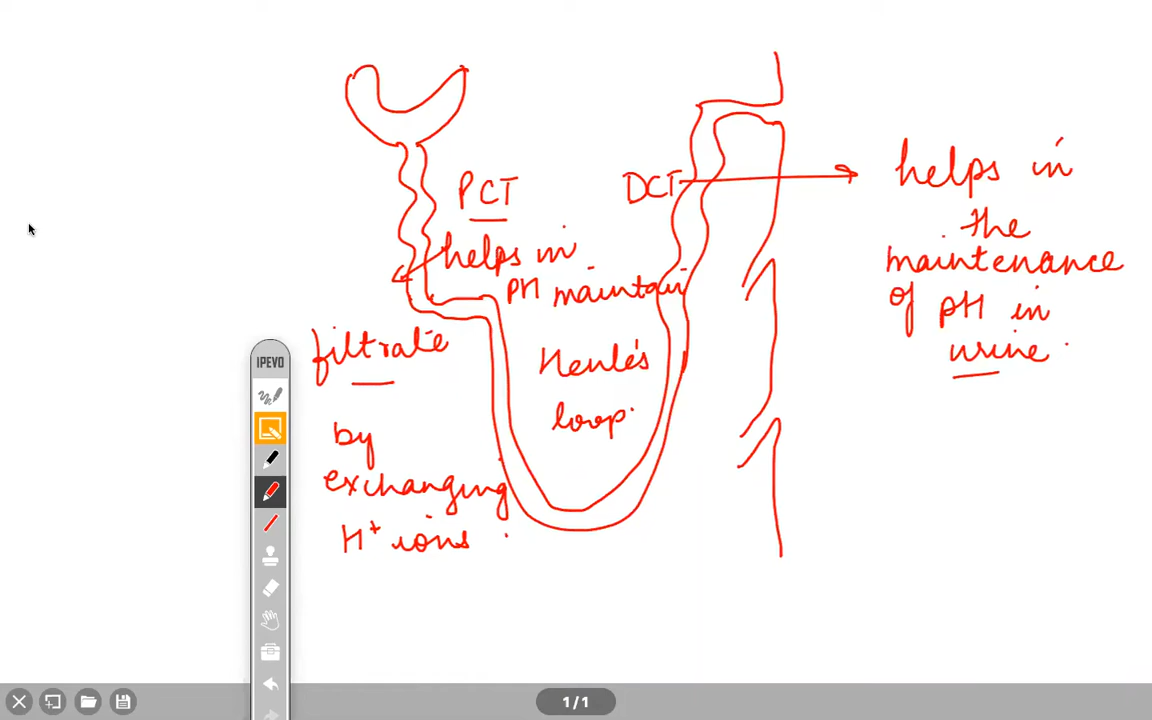 PCT
helps in
PH maintain
filtrate
by
exchanging
H+ ions
Henle's
loop.
DCT
helps in
the
maintenance
of pH in
urine
IPEVO
1/1